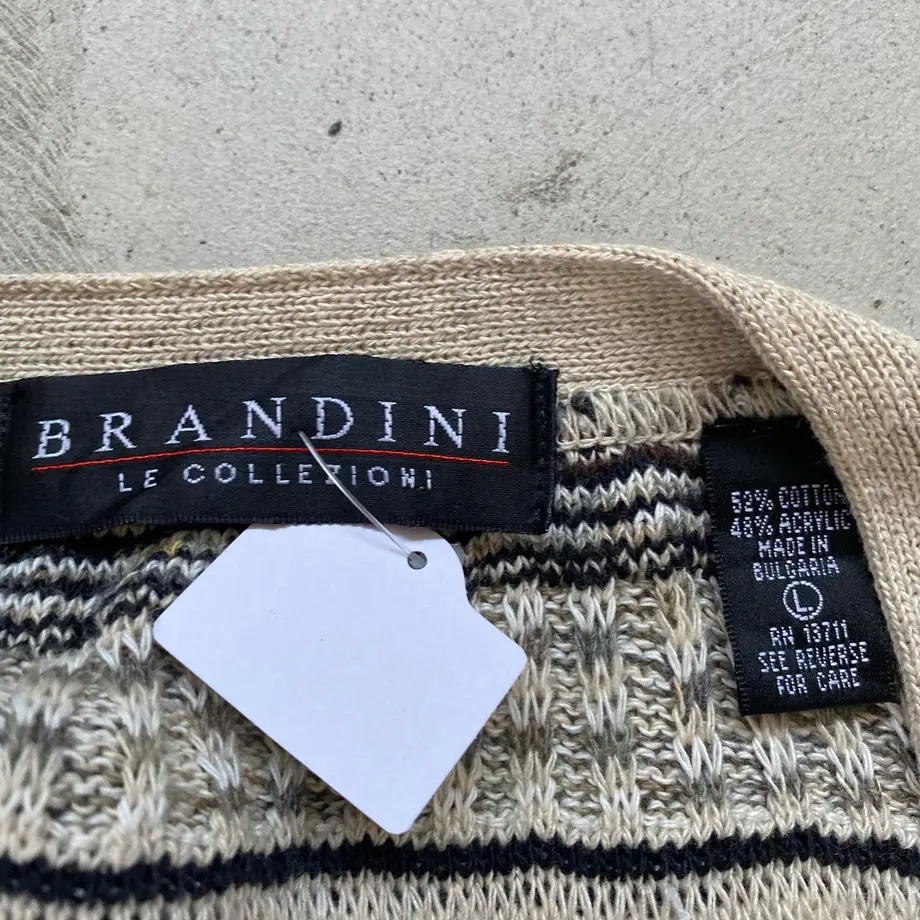 BRANDINI
LE COLLEZIONI
52% COTTON
48% ACRYLIC
MADE IN
BULGARIA
L
RN 13711
SEE REVERSE
FOR CARE